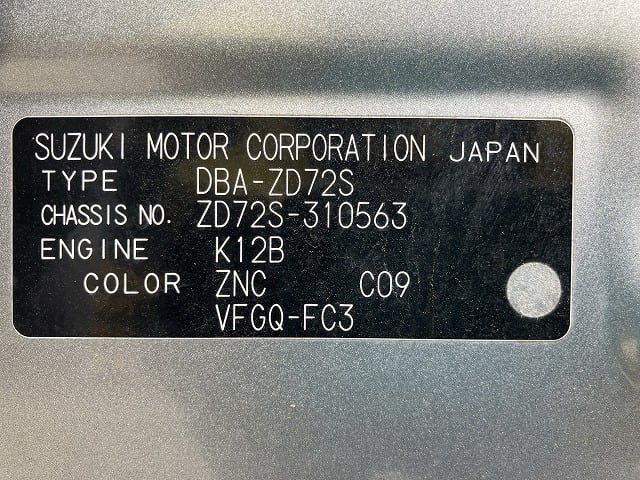 SUZUKI MOTOR CORPORATION JAPAN
TYPE DBA-ZD72S
CHASSIS NO. ZD72S-310563
ENGINE K12B
COLOR ZNC C09
VFGQ-FC3